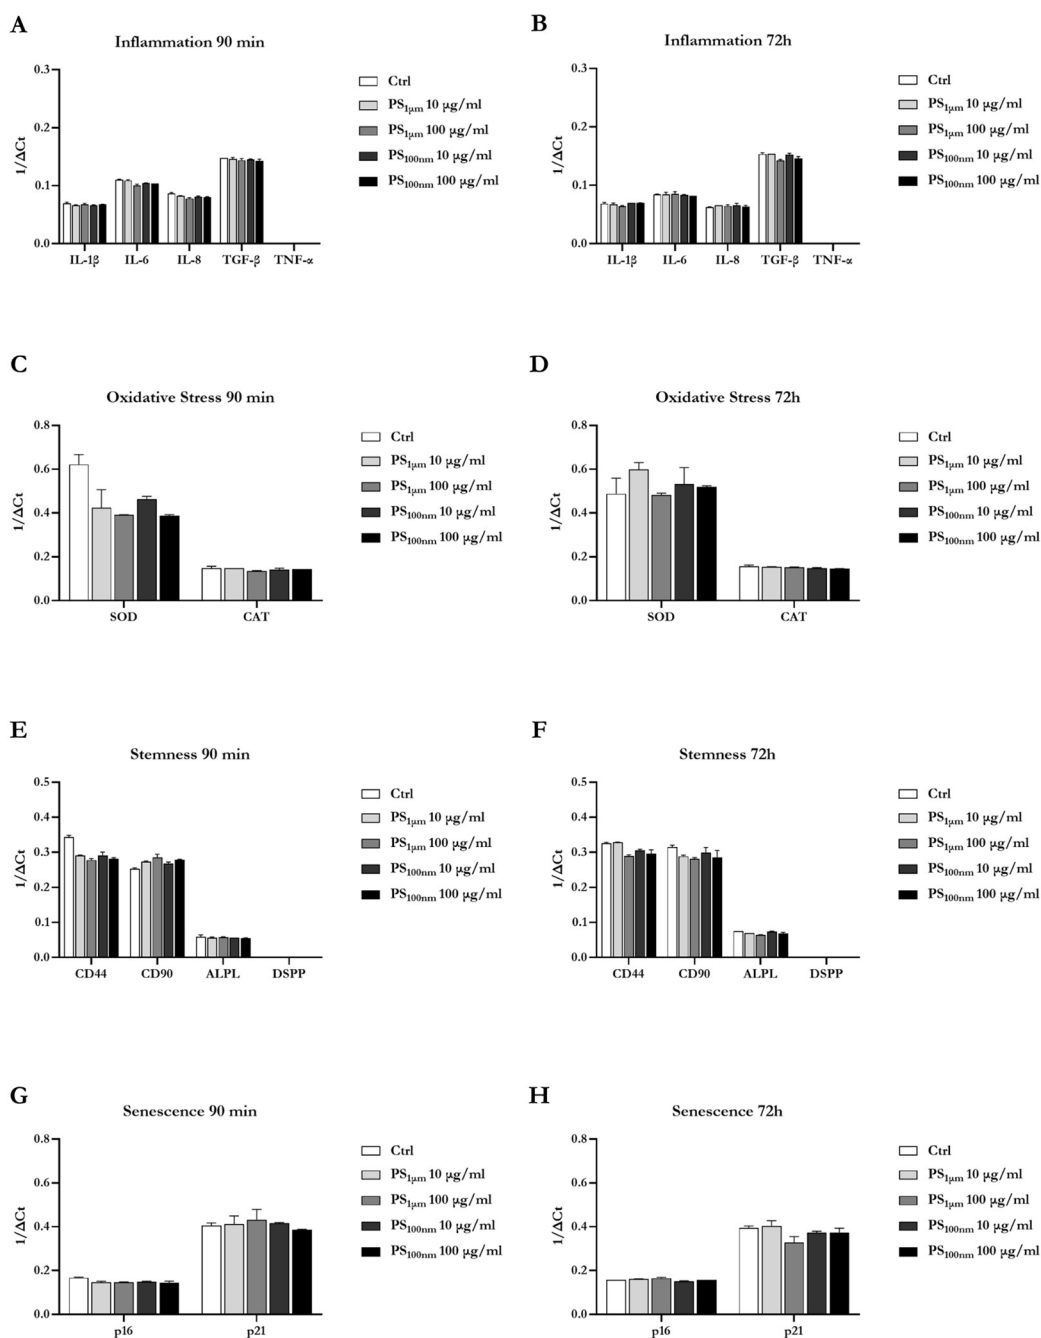 A
Inflammation 90 min
0.3
0.2
0.1
0.0
1/ΔCt
IL-1β IL-6 IL-8 TGF-β TNF-α
Ctrl
PS1μm 10 μg/ml
PS1μm 100 μg/ml
PS100nm 10 μg/ml
PS100nm 100 μg/ml
B
Inflammation 72h
0.3
0.2
0.1
0.0
1/ΔCt
IL-1β IL-6 IL-8 TGF-β TNF-α
Ctrl
PS1μm 10 μg/ml
PS1μm 100 μg/ml
PS100nm 10 μg/ml
PS100nm 100 μg/ml
C
Oxidative Stress 90 min
0.8
0.6
0.4
0.2
0.0
1/ΔCt
SOD CAT
Ctrl
PS1μm 10 μg/ml
PS1μm 100 μg/ml
PS100nm 10 μg/ml
PS100nm 100 μg/ml
D
Oxidative Stress 72h
0.8
0.6
0.4
0.2
0.0
1/ΔCt
SOD CAT
Ctrl
PS1μm 10 μg/ml
PS1μm 100 μg/ml
PS100nm 10 μg/ml
PS100nm 100 μg/ml
E
Stemness 90 min
0.5
0.4
0.3
0.2
0.1
0.0
1/ΔCt
CD44 CD90 ALPL DSPP
Ctrl
PS1μm 10 μg/ml
PS1μm 100 μg/ml
PS100nm 10 μg/ml
PS100nm 100 μg/ml
F
Stemness 72h
0.5
0.4
0.3
0.2
0.1
0.0
1/ΔCt
CD44 CD90 ALPL DSPP
Ctrl
PS1μm 10 μg/ml
PS1μm 100 μg/ml
PS100nm 10 μg/ml
PS100nm 100 μg/ml
G
Senescence 90 min
0.8
0.6
0.4
0.2
0.0
1/ΔCt
p16 p21
Ctrl
PS1μm 10 μg/ml
PS1μm 100 μg/ml
PS100nm 10 μg/ml
PS100nm 100 μg/ml
H
Senescence 72h
0.8
0.6
0.4
0.2
0.0
1/ΔCt
p16 p21
Ctrl
PS1μm 10 μg/ml
PS1μm 100 μg/ml
PS100nm 10 μg/ml
PS100nm 100 μg/ml